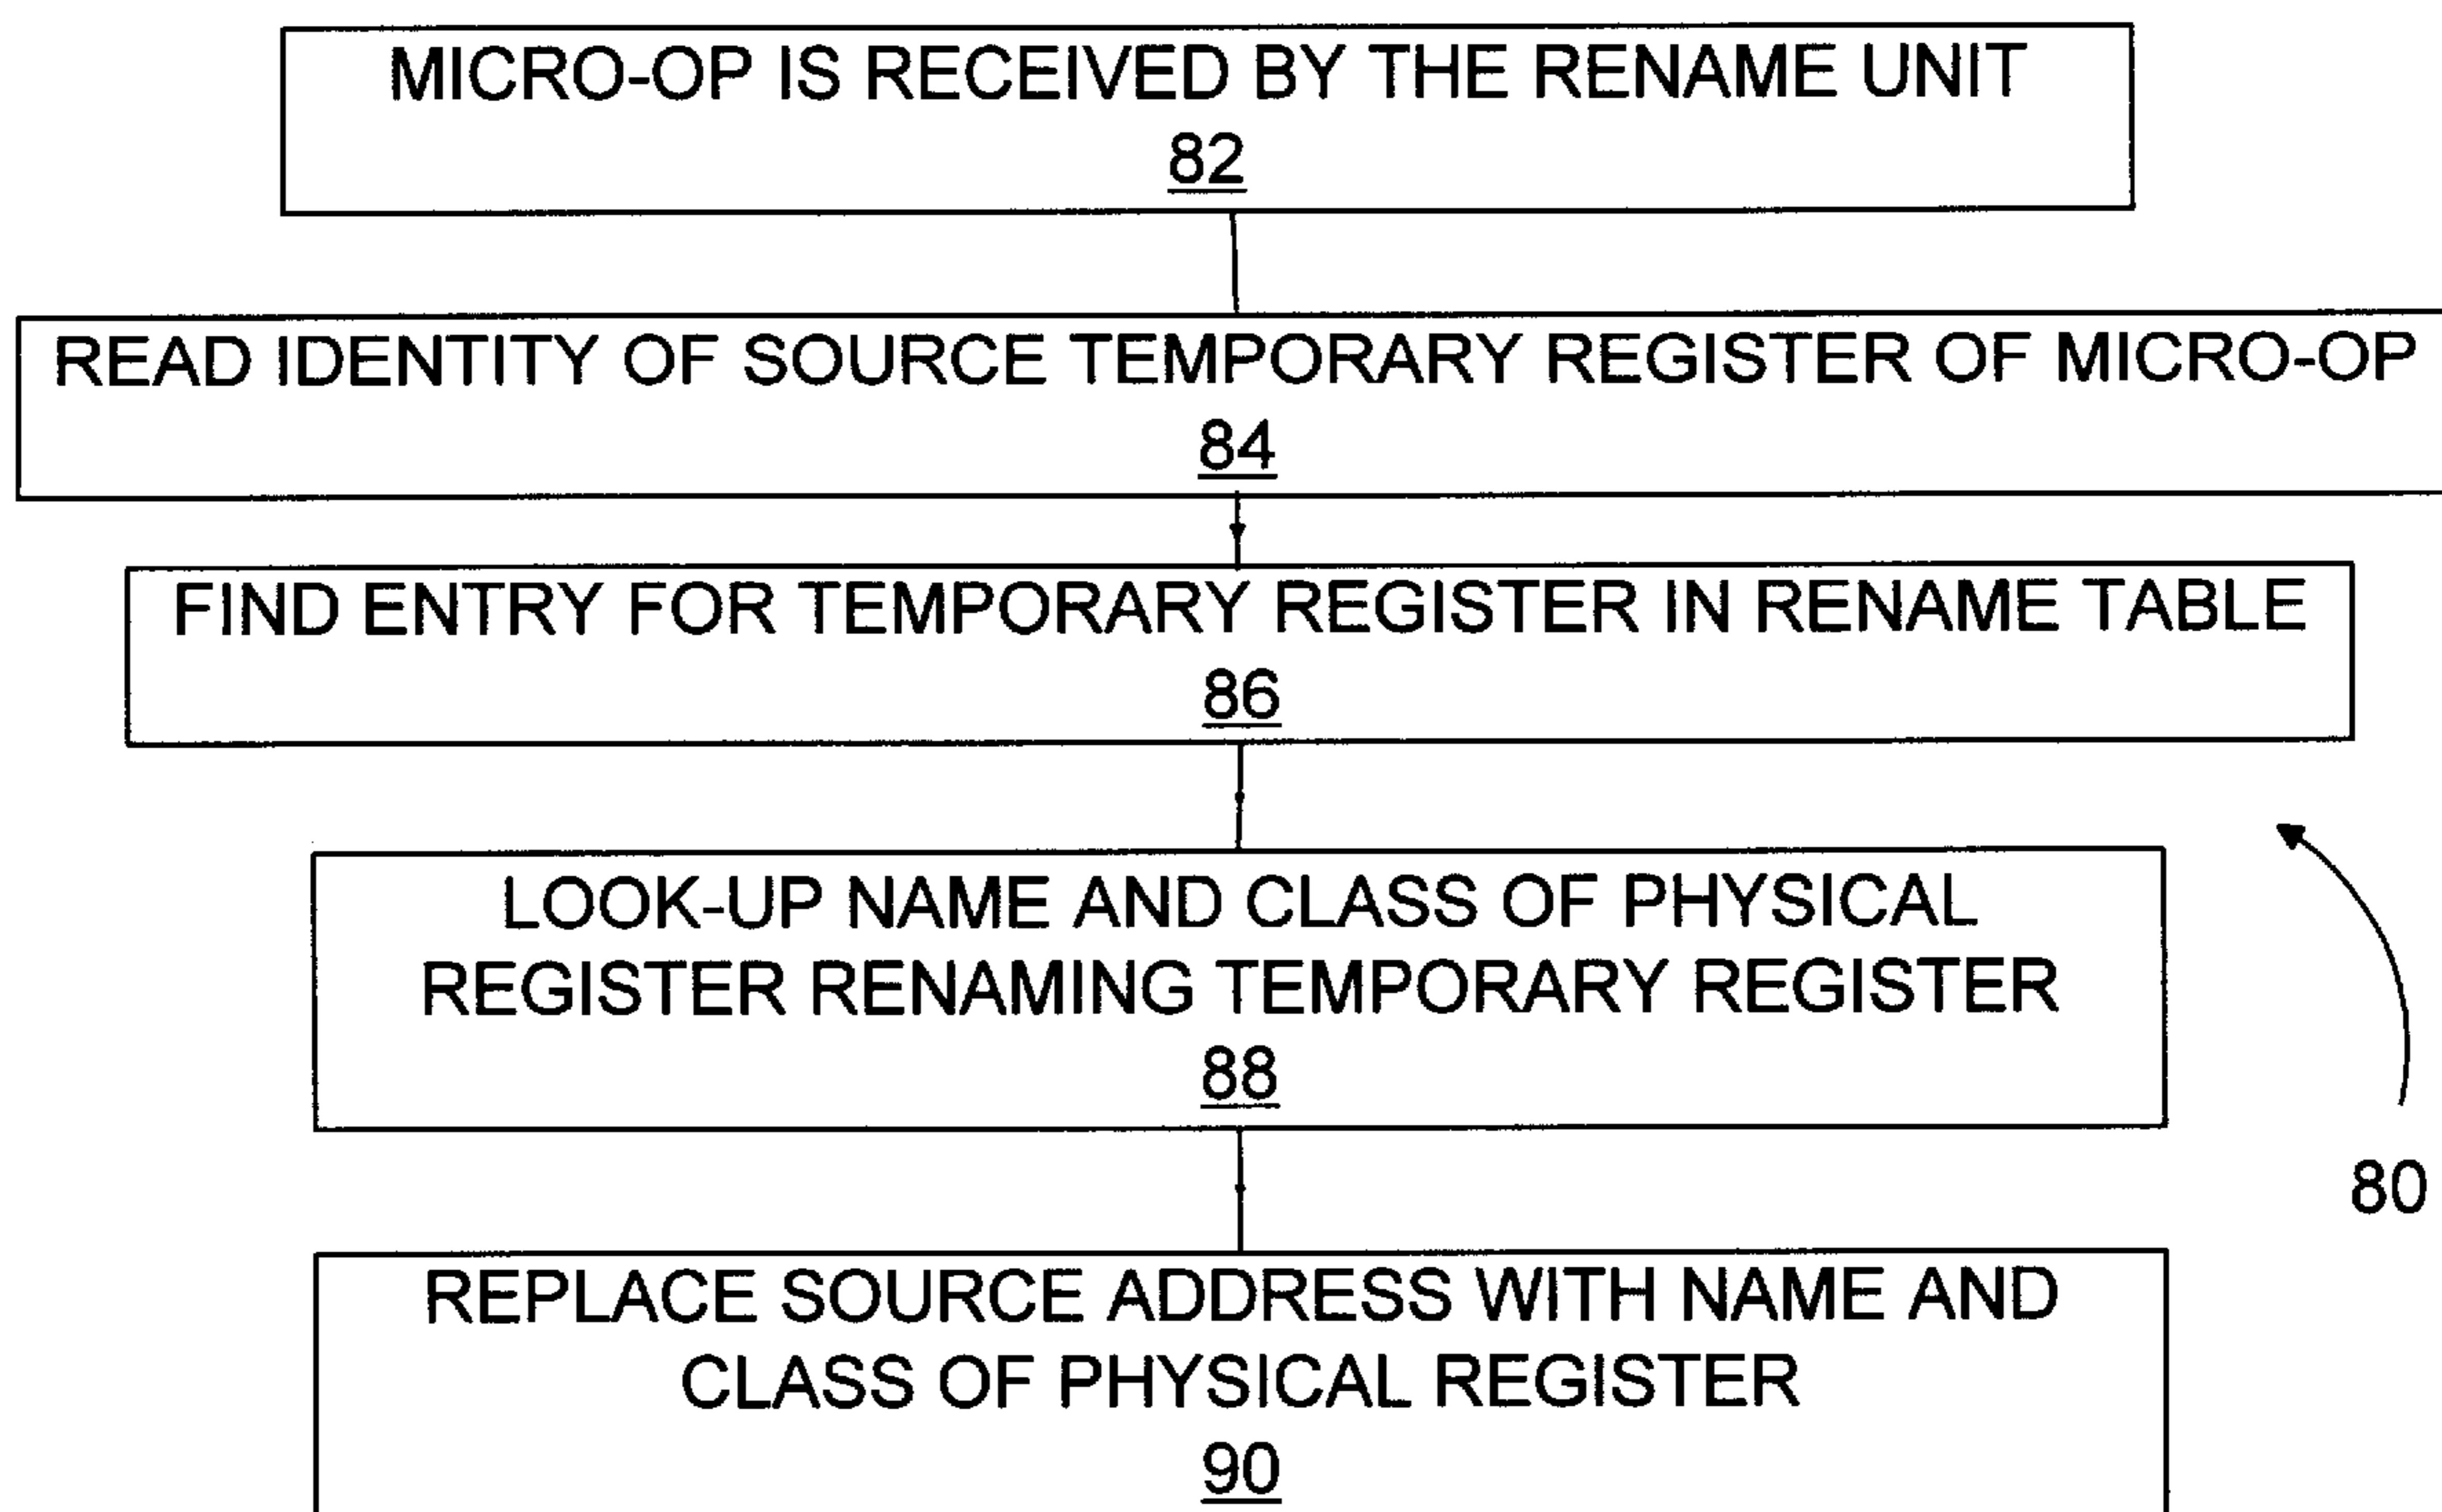 MICRO-OP IS RECEIVED BY THE RENAME UNIT
82
READ IDENTITY OF SOURCE TEMPORARY REGISTER OF MICRO-OP
84
FIND ENTRY FOR TEMPORARY REGISTER IN RENAME TABLE
86
LOOK-UP NAME AND CLASS OF PHYSICAL
REGISTER RENAMING TEMPORARY REGISTER
88
80
REPLACE SOURCE ADDRESS WITH NAME AND
CLASS OF PHYSICAL REGISTER
90